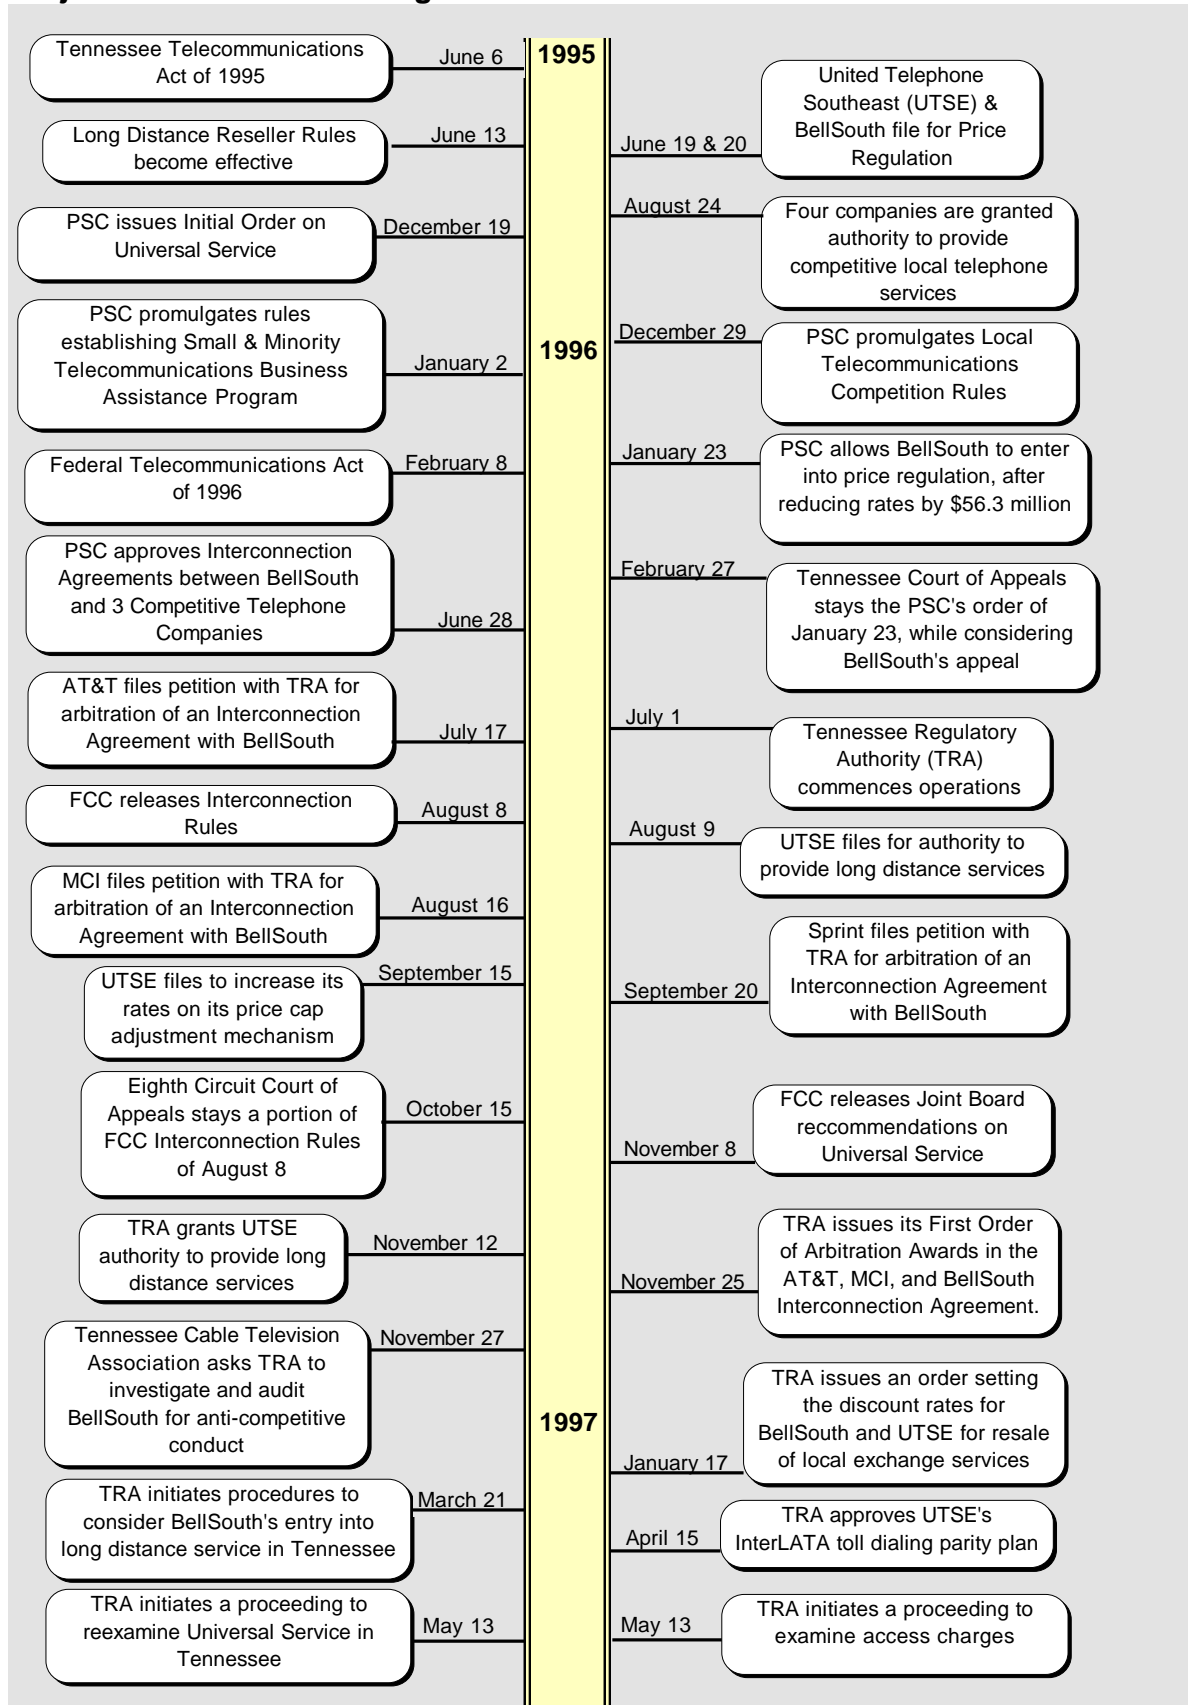 1995
June 6
Tennessee Telecommunications
Act of 1995
June 13
Long Distance Reseller Rules
become effective
June 19 & 20
United Telephone
Southeast (UTSE) &
BellSouth file for Price
Regulation
August 24
Four companies are granted
authority to provide
competitive local telephone
services
December 19
PSC issues Initial Order on
Universal Service
December 29
PSC promulgates Local
Telecommunications
Competition Rules
1996
January 2
PSC promulgates rules
establishing Small & Minority
Telecommunications Business
Assistance Program
January 23
PSC allows BellSouth to enter
into price regulation, after
reducing rates by $56.3 million
February 8
Federal Telecommunications Act
of 1996
February 27
Tennessee Court of Appeals
stays the PSC's order of
January 23, while considering
BellSouth's appeal
June 28
PSC approves Interconnection
Agreements between BellSouth
and 3 Competitive Telephone
Companies
July 1
Tennessee Regulatory
Authority (TRA)
commences operations
July 17
AT&T files petition with TRA for
arbitration of an Interconnection
Agreement with BellSouth
August 8
FCC releases Interconnection
Rules
August 9
UTSE files for authority to
provide long distance services
August 16
MCI files petition with TRA for
arbitration of an Interconnection
Agreement with BellSouth
September 15
UTSE files to increase its
rates on its price cap
adjustment mechanism
September 20
Sprint files petition with
TRA for arbitration of an
Interconnection Agreement
with BellSouth
October 15
Eighth Circuit Court of
Appeals stays a portion of
FCC Interconnection Rules
of August 8
November 8
FCC releases Joint Board
reccommendations on
Universal Service
November 12
TRA grants UTSE
authority to provide long
distance services
November 25
TRA issues its First Order
of Arbitration Awards in the
AT&T, MCI, and BellSouth
Interconnection Agreement.
November 27
Tennessee Cable Television
Association asks TRA to
investigate and audit
BellSouth for anti-competitive
conduct
1997
January 17
TRA issues an order setting
the discount rates for
BellSouth and UTSE for resale
of local exchange services
March 21
TRA initiates procedures to
consider BellSouth's entry into
long distance service in Tennessee
April 15
TRA approves UTSE's
InterLATA toll dialing parity plan
May 13
TRA initiates a proceeding to
reexamine Universal Service in
Tennessee
May 13
TRA initiates a proceeding to
examine access charges